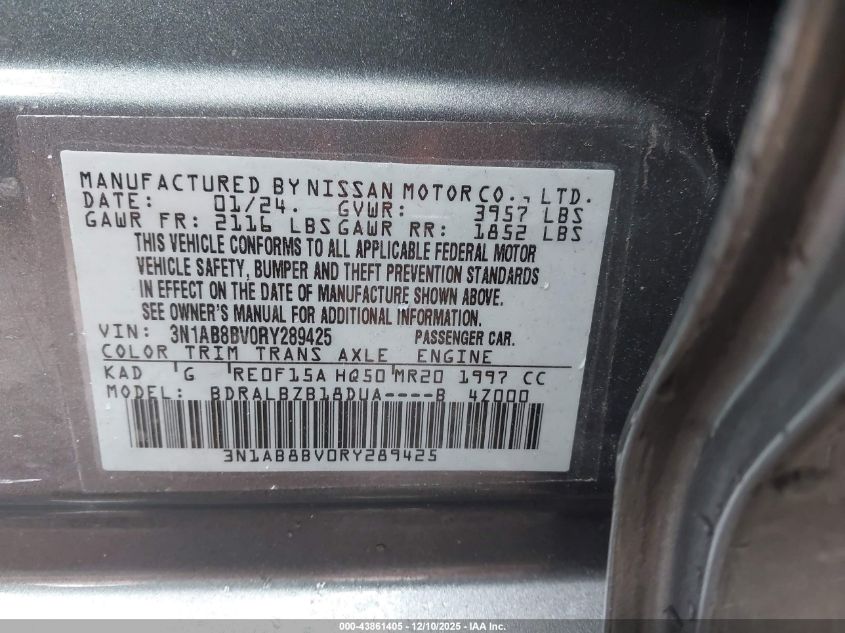 MANUFACTURED BY NISSAN MOTOR CO., LTD.
DATE: 01/24. GVWR: 3957 LBS
GAWR FR: 2116 LBS GAWR RR: 1852 LBS
THIS VEHICLE CONFORMS TO ALL APPLICABLE FEDERAL MOTOR
VEHICLE SAFETY, BUMPER AND THEFT PREVENTION STANDARDS
IN EFFECT ON THE DATE OF MANUFACTURE SHOWN ABOVE.
SEE OWNER'S MANUAL FOR ADDITIONAL INFORMATION.
VIN: 3N1AB8BV0RY289425 PASSENGER CAR.
COLOR TRIM TRANS AXLE ENGINE
KAD G RE0F15A HQ50 MR20 1997 CC
MODEL: BDRALBZB18DUA----B 4Z000
3N1AB8BV0RY289425
000-43861405 - 12/10/2025 - IAA Inc.